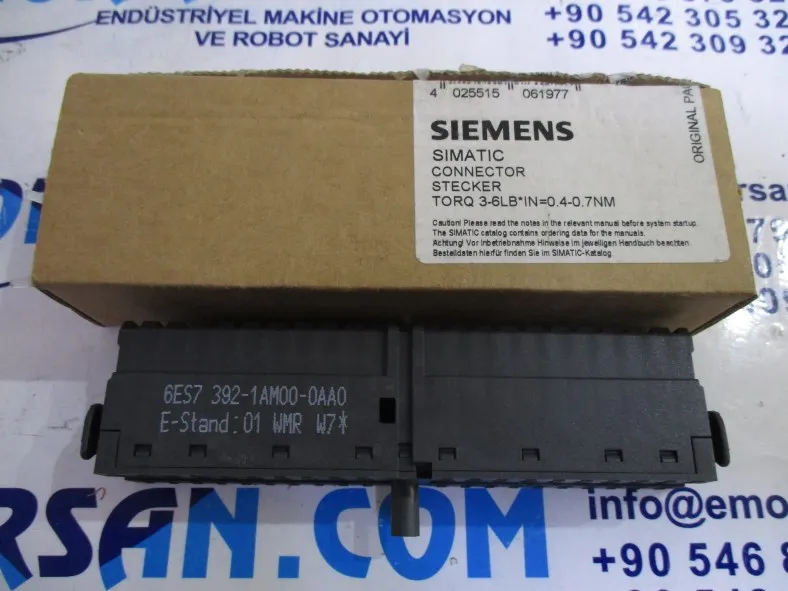 ENDÜSTRİYEL MAKİNE OTOMASYON
VE ROBOT SANAYİ
+90 542 305 32
+90 542 309 32
4 025515 061977
SIEMENS
SIMATIC
CONNECTOR
STECKER
TORQ 3-6LB*IN=0.4-0.7NM
Caution! Please read the notes in the relevant manual before system startup.
The SIMATIC catalog contains ordering data for the manuals.
Achtung! Vor Inbetriebnahme Hinweise im jeweiligen Handbuch beachten
Bestelldaten hierfür finden Sie im SIMATIC-Katalog.
ORIGINAL PA
6ES7 392-1AM00-0AA0
E-Stand:01 WMR W7*
RSAN.COM
info@emo
+90 546 8